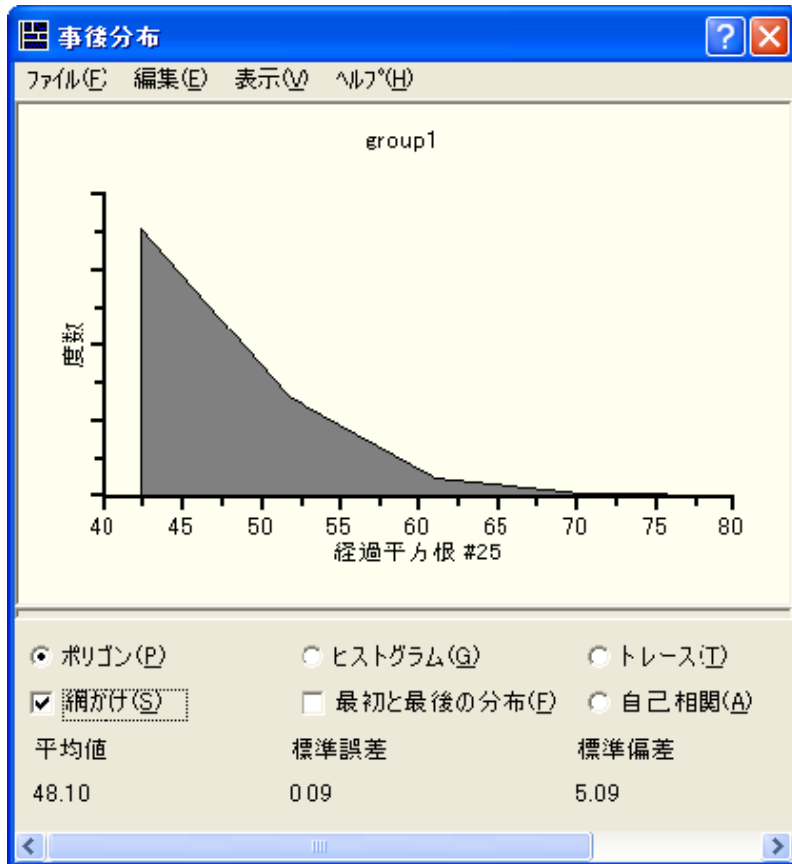 事後分布
ファイル(F) 編集(E) 表示(V) ヘルプ(H)
group1
度数
40 45 50 55 60 65 70 75 80
経過平方根 #25
ポリゴン(P) ヒストグラム(G) トレース(T)
網がけ(S) 最初と最後の分布(F) 自己相関(A)
平均値 標準誤差 標準偏差
48.10 0 09 5.09